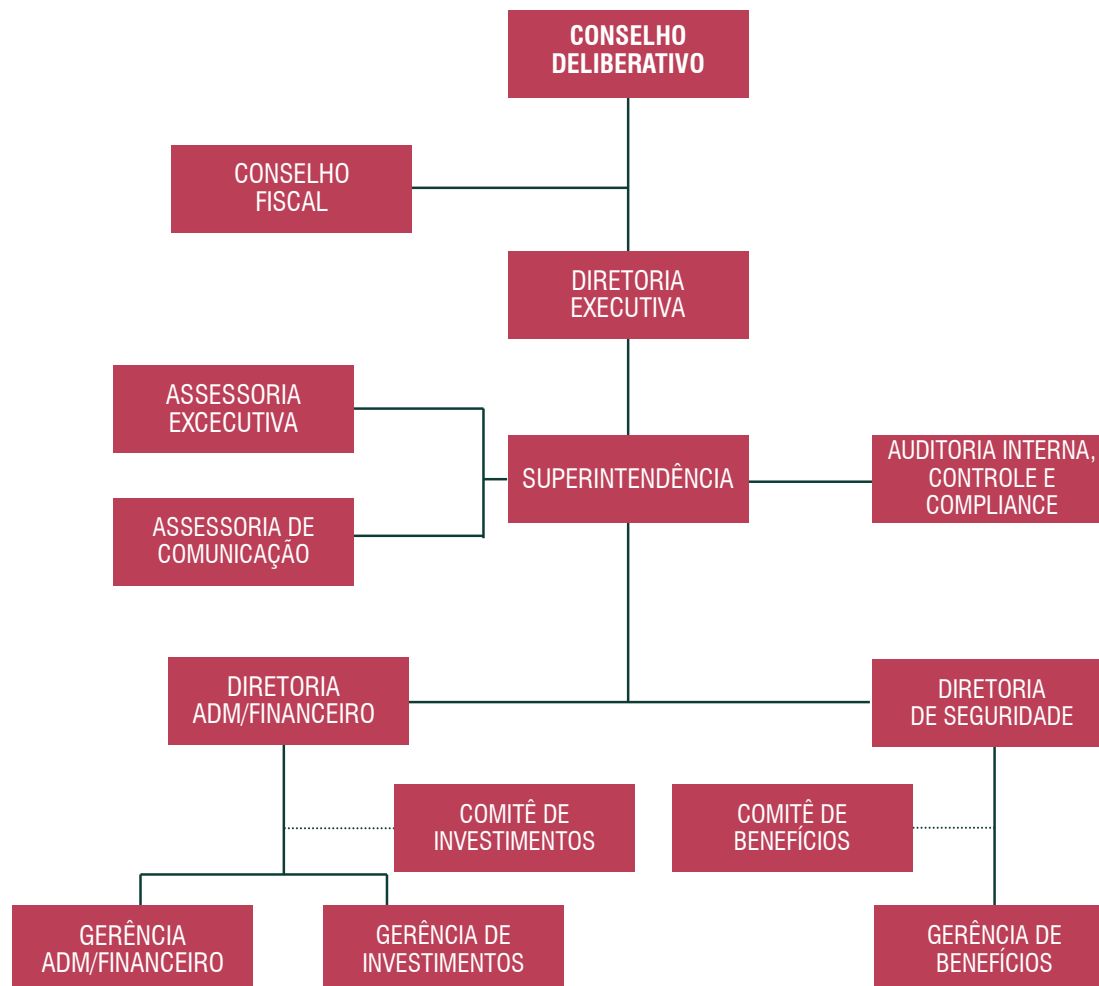 CONSELHO
DELIBERATIVO
CONSELHO
FISCAL
DIRETORIA
EXECUTIVA
ASSESSORIA
EXCECUTIVA
SUPERINTENDÊNCIA
AUDITORIA INTERNA,
CONTROLE E
COMPLIANCE
ASSESSORIA DE
COMUNICAÇÃO
DIRETORIA
ADM/FINANCEIRO
DIRETORIA
DE SEGURIDADE
COMITÊ DE
INVESTIMENTOS
COMITÊ DE
BENEFÍCIOS
GERÊNCIA
ADM/FINANCEIRO
GERÊNCIA DE
INVESTIMENTOS
GERÊNCIA DE
BENEFÍCIOS